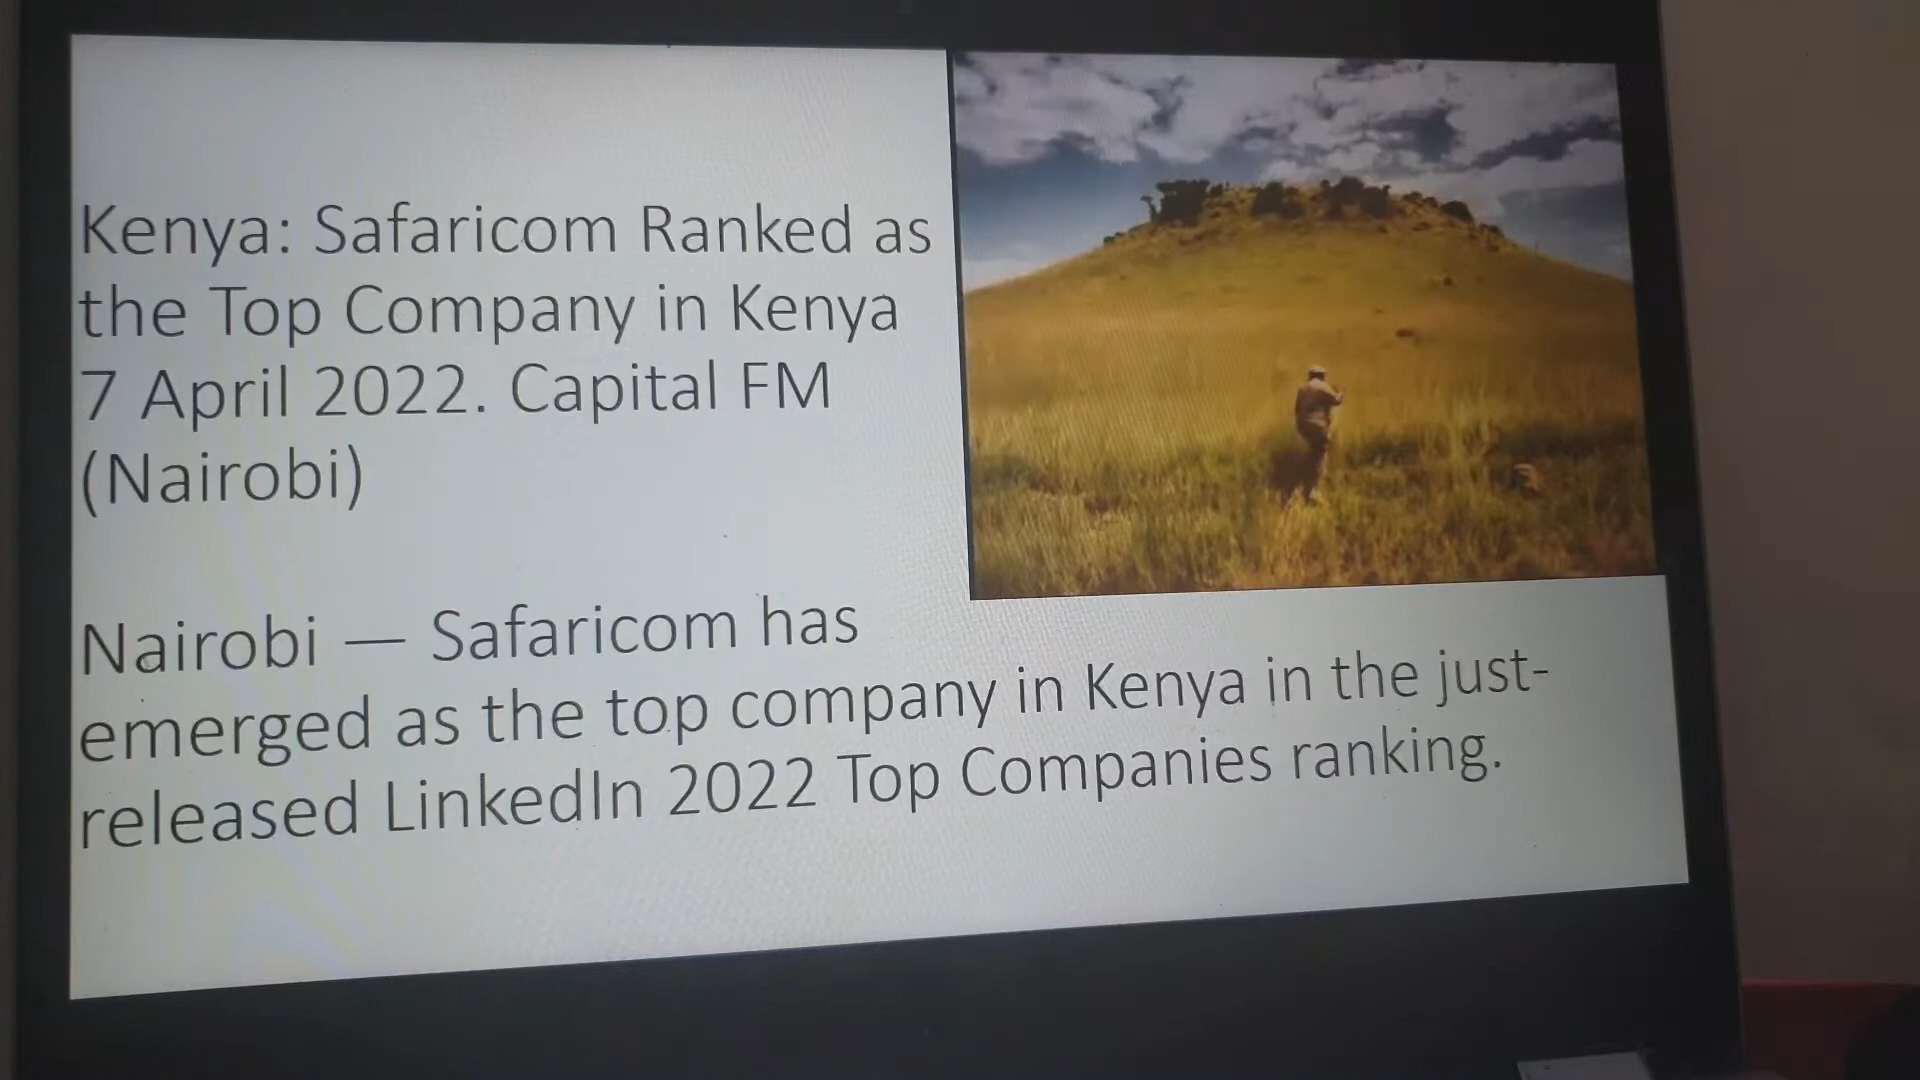 Kenya: Safaricom Ranked as
the Top Company in Kenya
7 April 2022. Capital FM
(Nairobi)
Nairobi — Safaricom has
emerged as the top company in Kenya in the just-
released LinkedIn 2022 Top Companies ranking.